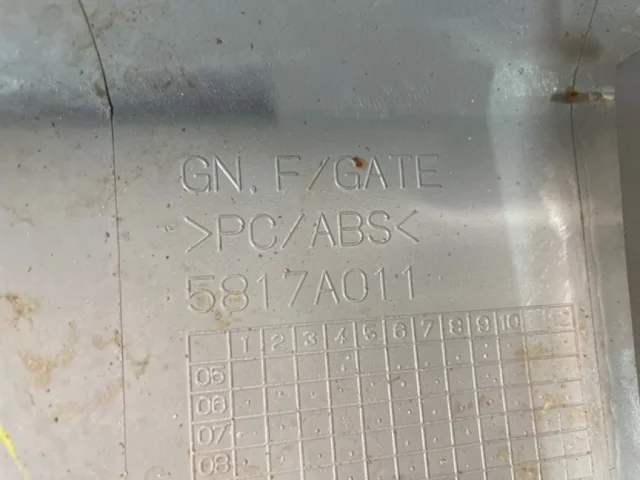 GN, F/GATE
>PC/ABS<
5817A011
1 2 3 4 5 6 7 8 9 10
05
06
07
08